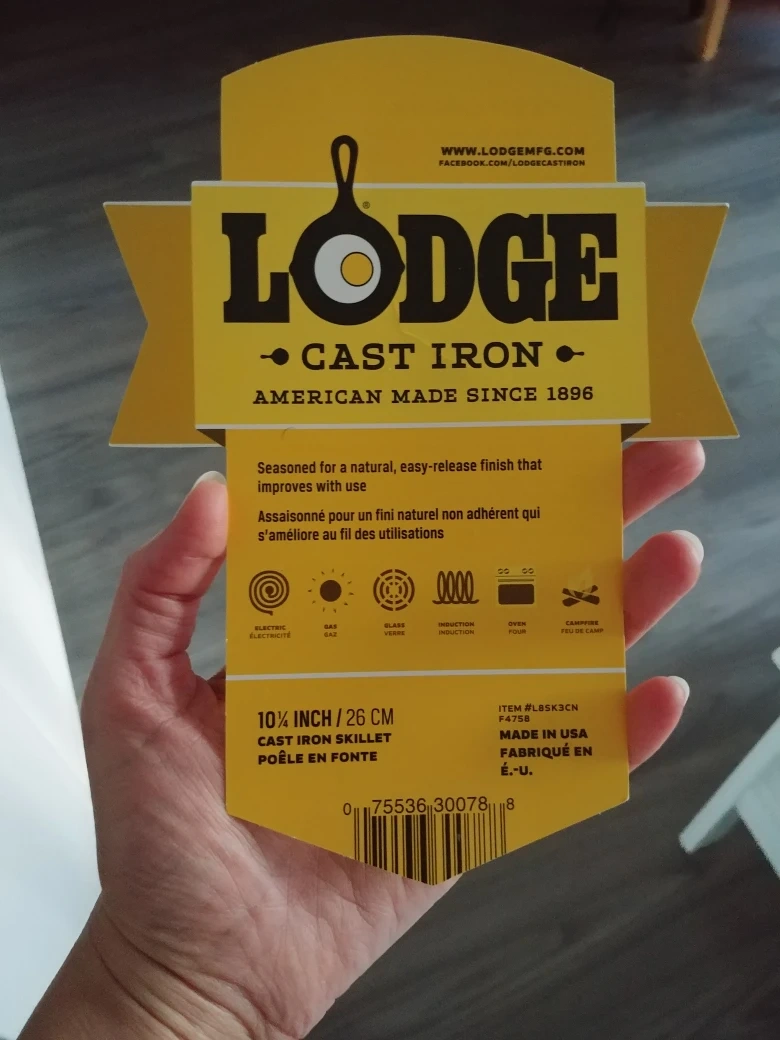 WWW.LODGEMFG.COM
FACEBOOK.COM/LODGECASTIRON
LODGE®
CAST IRON
AMERICAN MADE SINCE 1896
Seasoned for a natural, easy-release finish that
improves with use
Assaisonné pour un fini naturel non adhérent qui
s'améliore au fil des utilisations
ELECTRIC GAS GLASS INDUCTION OVEN CAMPFIRE
ÉLECTRICITÉ GAZ VERRE INDUCTION FOUR FEU DE CAMP
10¼ INCH / 26 CM
CAST IRON SKILLET
POÊLE EN FONTE
ITEM #L8SK3CN
F4758
MADE IN USA
FABRIQUÉ EN
É.-U.
0 75536 30078 8